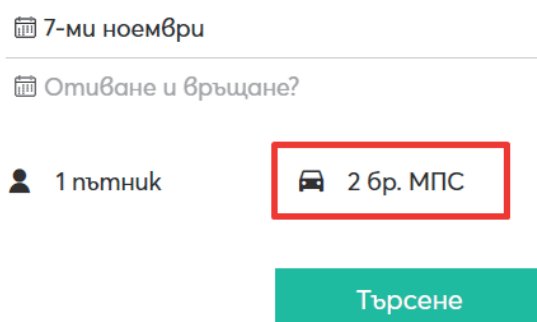 7-ми ноември
Отиване и връщане?
1 пътник
2 бр. МПС
Търсене